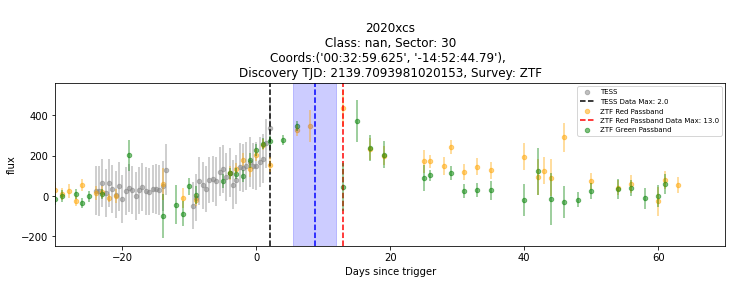 2020xcs
Class: nan, Sector: 30
Coords:('00:32:59.625', '-14:52:44.79'),
Discovery TJD: 2139.7093981020153, Survey: ZTF
TESS
TESS Data Max: 2.0
ZTF Red Passband
ZTF Red Passband Data Max: 13.0
ZTF Green Passband
flux
400
200
0
−200
−20
0
20
40
60
Days since trigger